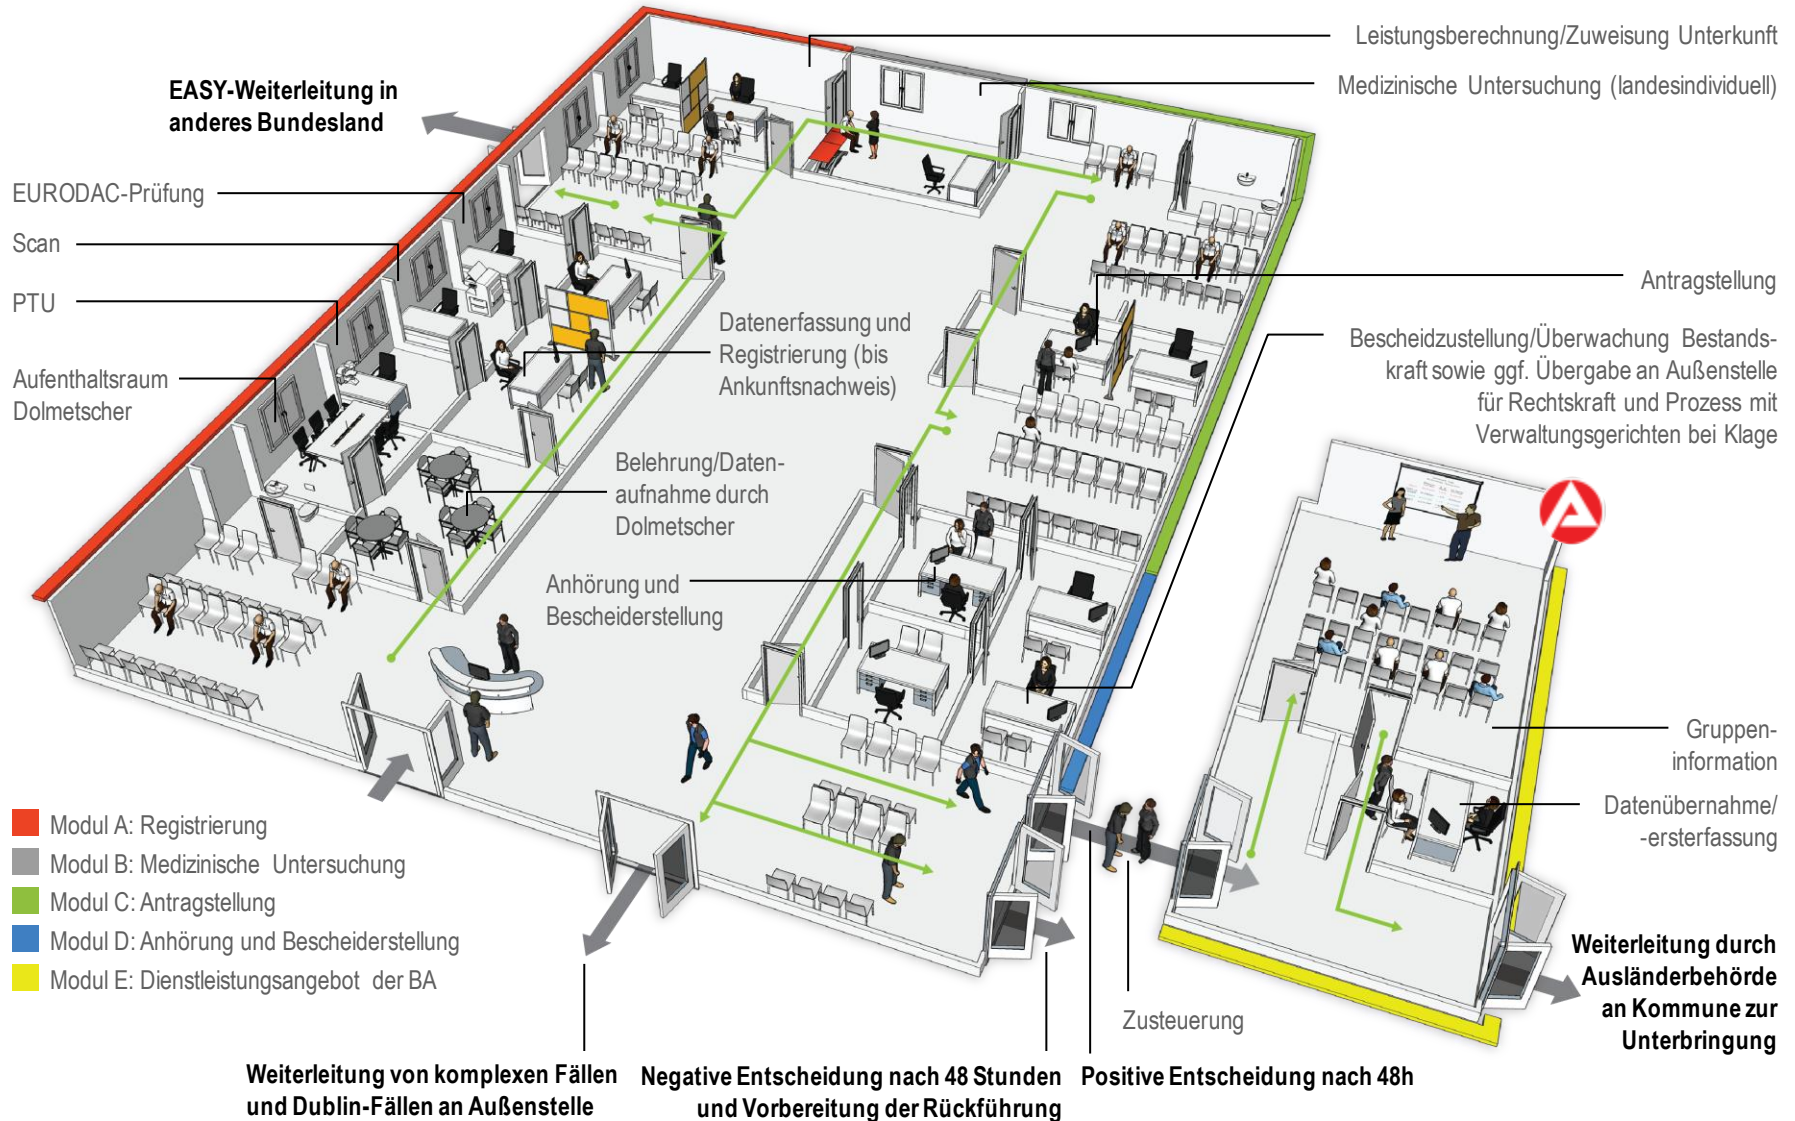 Leistungsberechnung/Zuweisung Unterkunft
Medizinische Untersuchung (landesindividuell)
EASY-Weiterleitung in
anderes Bundesland
EURODAC-Prüfung
Scan
PTU
Aufenthaltsraum
Dolmetscher
Datenerfassung und
Registrierung (bis
Ankunftsnachweis)
Belehrung/Daten-
aufnahme durch
Dolmetscher
Anhörung und
Bescheiderstellung
Antragstellung
Bescheidzustellung/Überwachung Bestands-
kraft sowie ggf. Übergabe an Außenstelle
für Rechtskraft und Prozess mit
Verwaltungsgerichten bei Klage
Gruppen-
information
Datenübernahme/
-ersterfassung
Modul A: Registrierung
Modul B: Medizinische Untersuchung
Modul C: Antragstellung
Modul D: Anhörung und Bescheiderstellung
Modul E: Dienstleistungsangebot der BA
Weiterleitung durch
Ausländerbehörde
an Kommune zur
Unterbringung
Zusteuerung
Weiterleitung von komplexen Fällen
und Dublin-Fällen an Außenstelle
Negative Entscheidung nach 48 Stunden
und Vorbereitung der Rückführung
Positive Entscheidung nach 48h